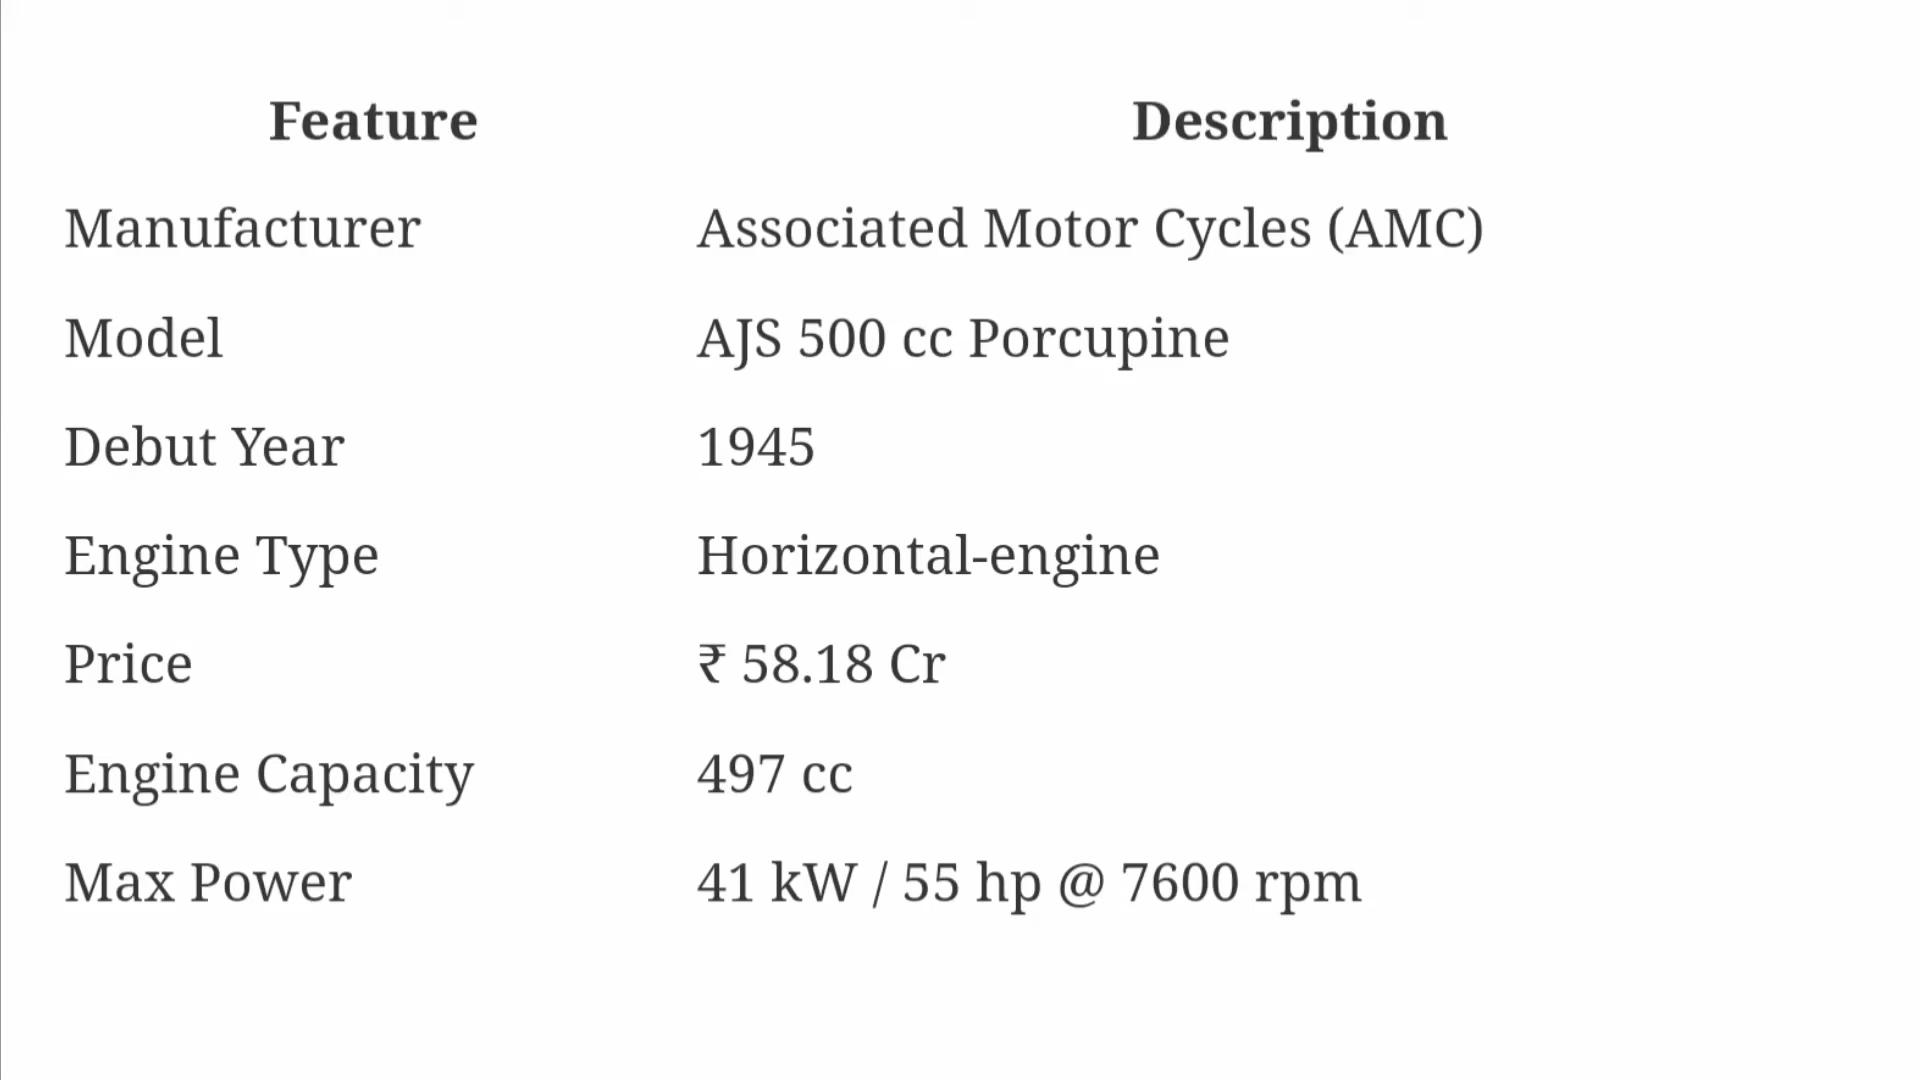 Feature Description
Manufacturer Associated Motor Cycles (AMC)
Model AJS 500 cc Porcupine
Debut Year 1945
Engine Type Horizontal-engine
Price ₹ 58.18 Cr
Engine Capacity 497 cc
Max Power 41 kW / 55 hp @ 7600 rpm